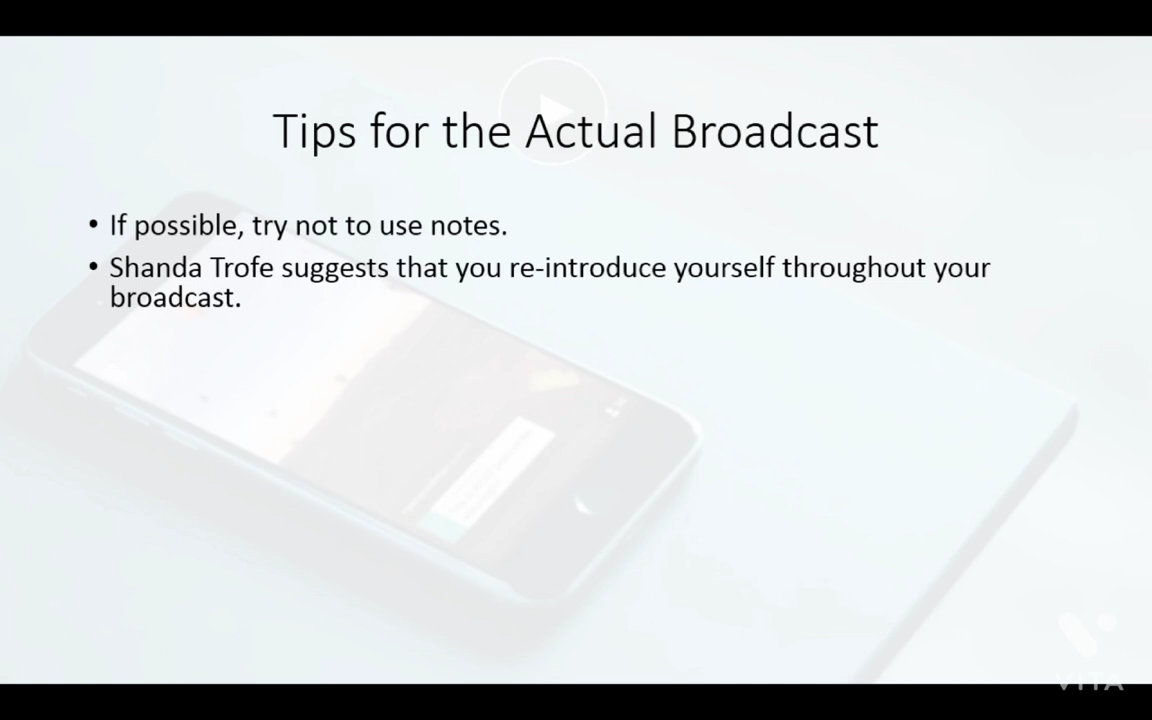 Tips for the Actual Broadcast
• If possible, try not to use notes.
• Shanda Trofe suggests that you re-introduce yourself throughout your
broadcast.
VITA